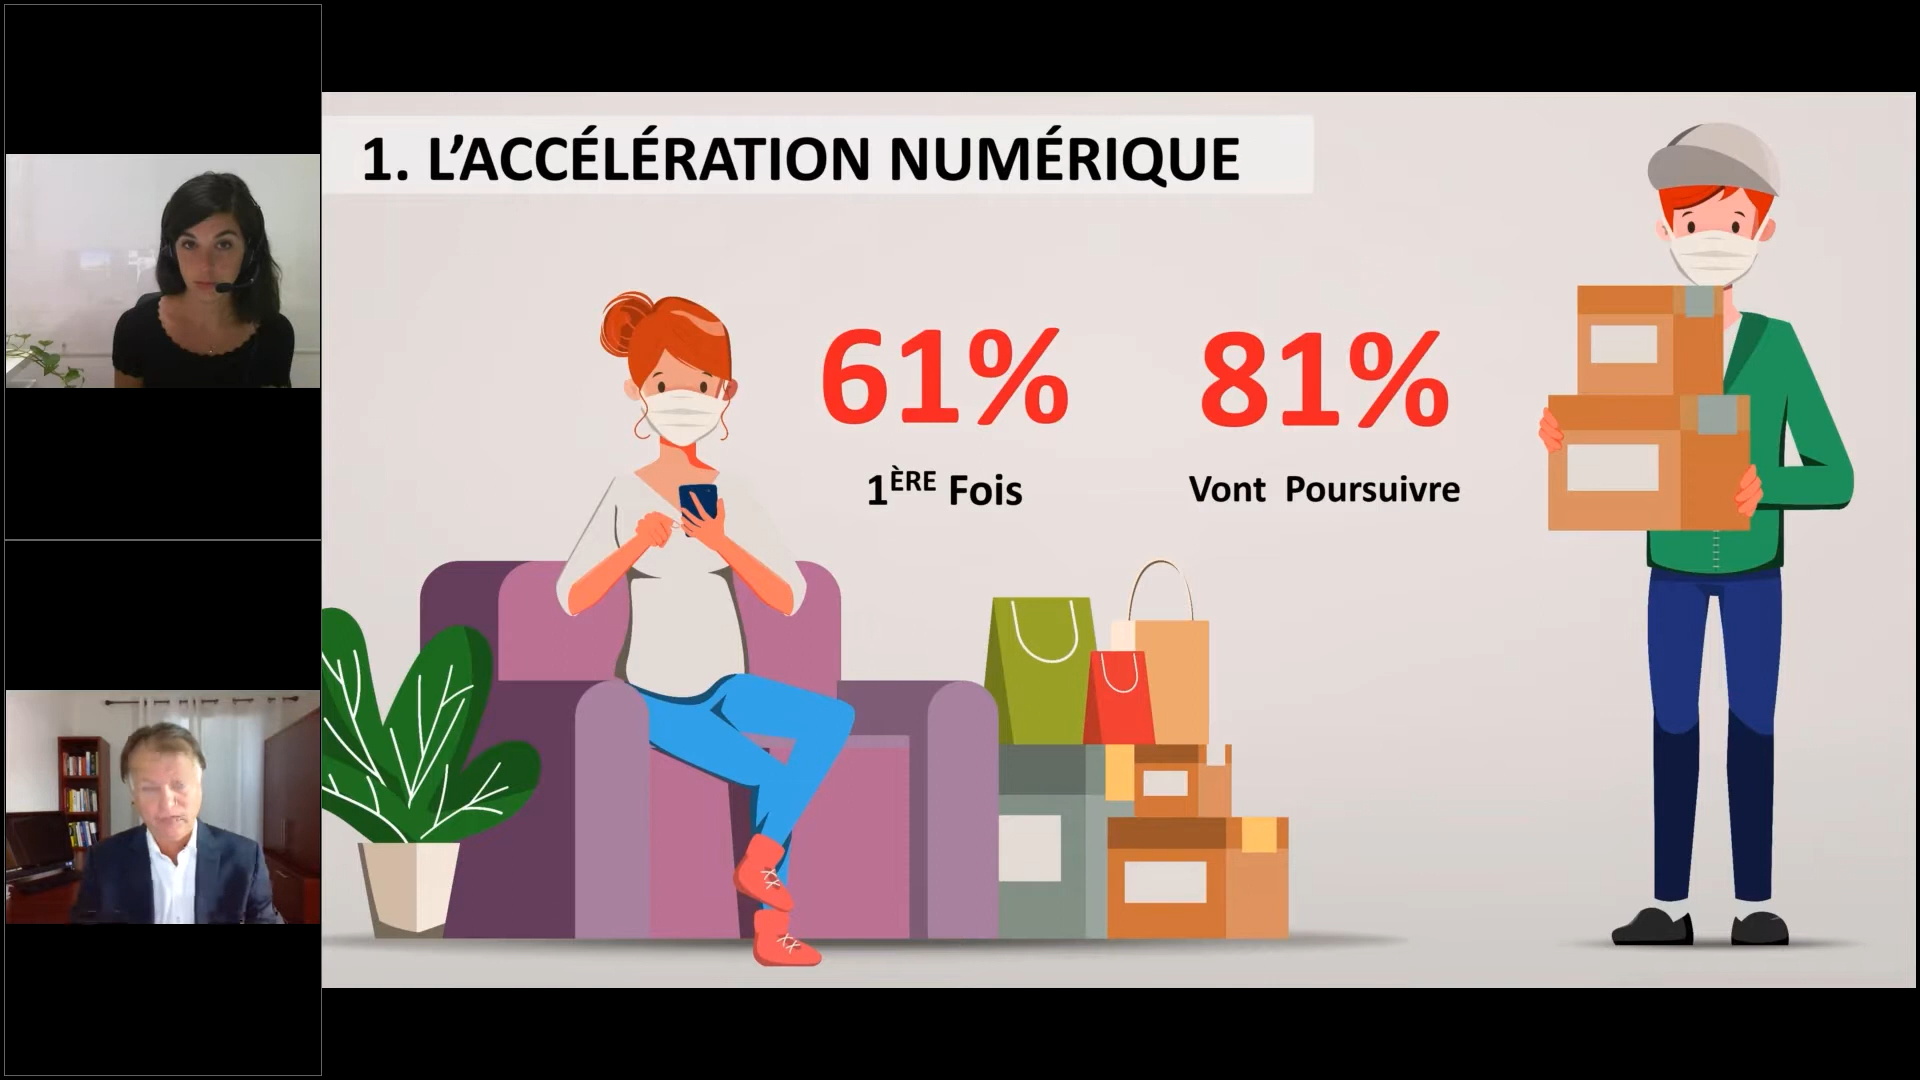 1. L’ACCÉLÉRATION NUMÉRIQUE
61% 81%
1ÈRE Fois Vont Poursuivre